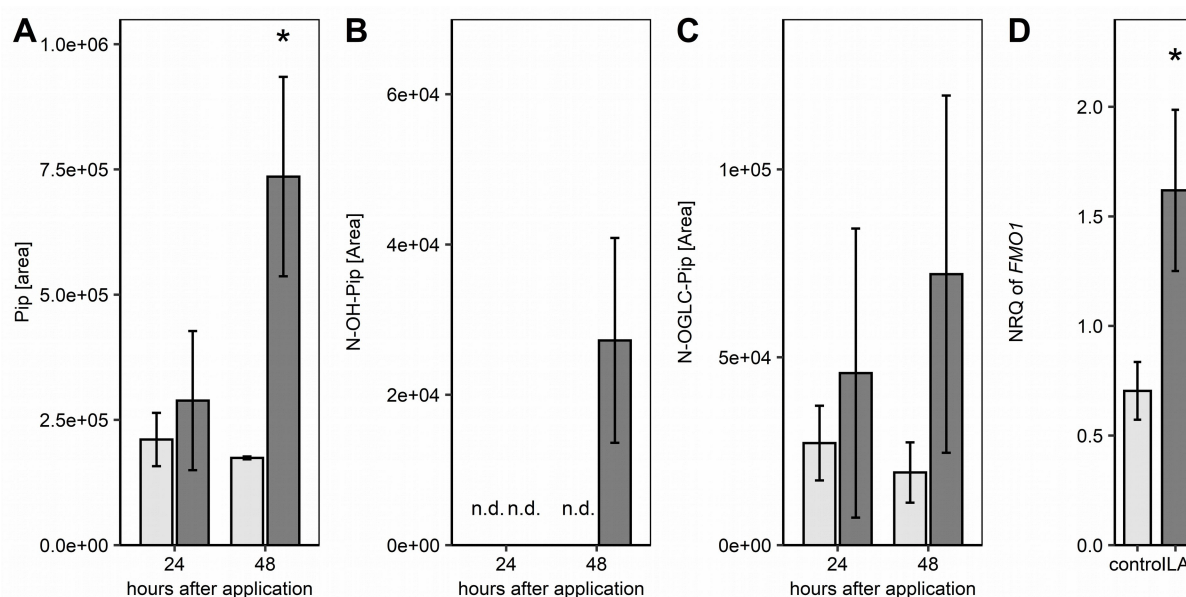 A
B
C
D
*
*
1.0e+06
7.5e+05
5.0e+05
2.5e+05
0.0e+00
Pip [area]
24
48
hours after application
6e+04
4e+04
2e+04
0e+00
N-OH-Pip [Area]
n.d.
n.d.
n.d.
24
48
hours after application
1e+05
5e+04
0e+00
N-OGLC-Pip [Area]
24
48
hours after application
2.0
1.5
1.0
0.5
0.0
NRQ of FMO1
controlILA